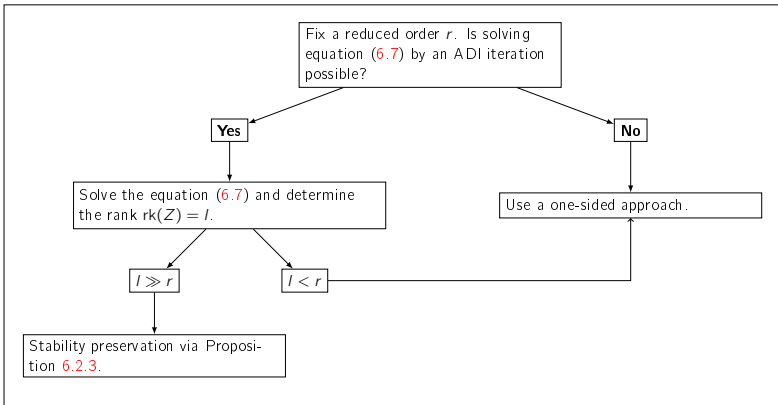 Fix a reduced order r. Is solving
equation (6.7) by an ADI iteration
possible?
Yes
No
Solve the equation (6.7) and determine
the rank rk(Z) = l.
Use a one-sided approach.
l ≫ r
l < r
Stability preservation via Proposi-
tion 6.2.3.